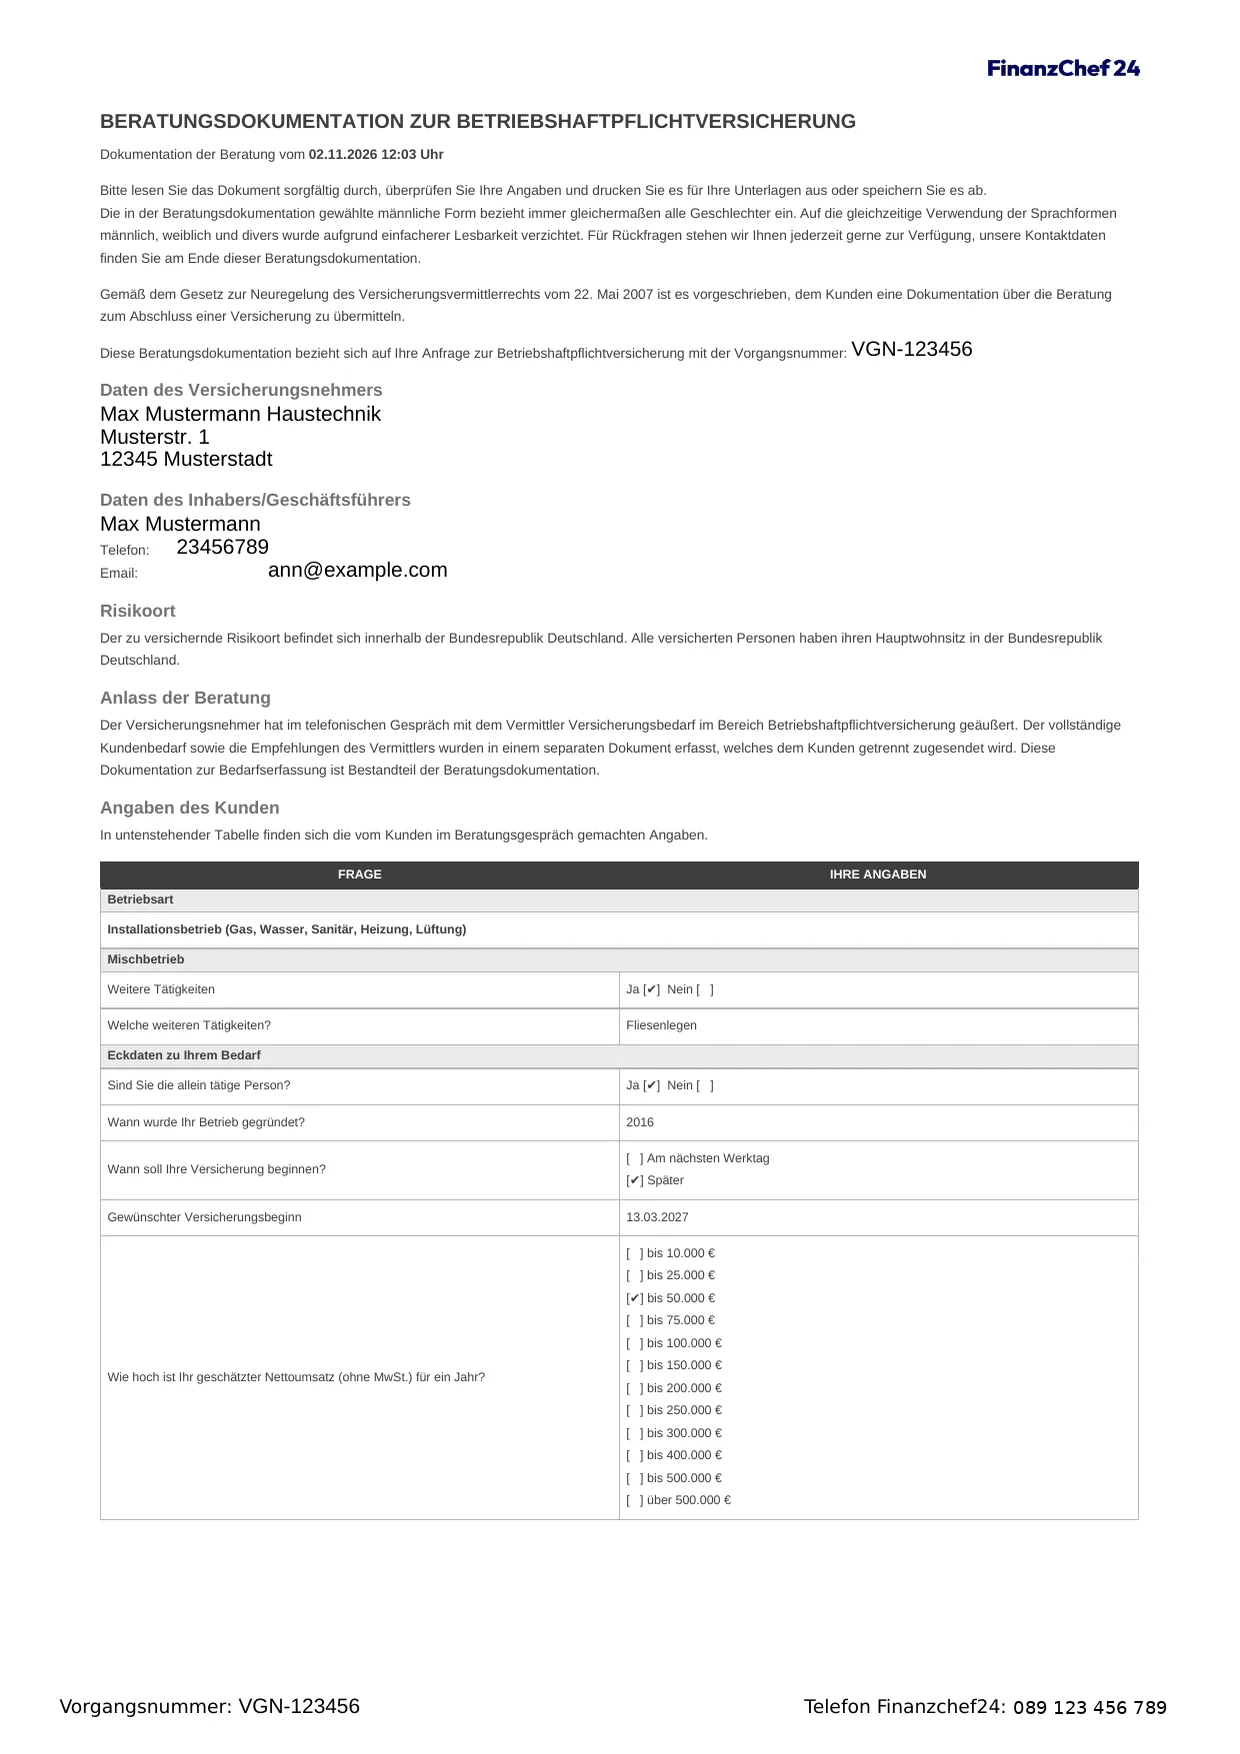 FinanzChef 24
BERATUNGSDOKUMENTATION ZUR BETRIEBSHAFTPFLICHTVERSICHERUNG
Dokumentation der Beratung vom 02.11.2026 12:03 Uhr
Bitte lesen Sie das Dokument sorgfältig durch, überprüfen Sie Ihre Angaben und drucken Sie es für Ihre Unterlagen aus oder speichern Sie es ab.
Die in der Beratungsdokumentation gewählte männliche Form bezieht immer gleichermaßen alle Geschlechter ein. Auf die gleichzeitige Verwendung der Sprachformen
männlich, weiblich und divers wurde aufgrund einfacherer Lesbarkeit verzichtet. Für Rückfragen stehen wir Ihnen jederzeit gerne zur Verfügung, unsere Kontaktdaten
finden Sie am Ende dieser Beratungsdokumentation.
Gemäß dem Gesetz zur Neuregelung des Versicherungsvermittlerrechts vom 22. Mai 2007 ist es vorgeschrieben, dem Kunden eine Dokumentation über die Beratung
zum Abschluss einer Versicherung zu übermitteln.
Diese Beratungsdokumentation bezieht sich auf Ihre Anfrage zur Betriebshaftpflichtversicherung mit der Vorgangsnummer: VGN-123456
Daten des Versicherungsnehmers
Max Mustermann Haustechnik
Musterstr. 1
12345 Musterstadt
Daten des Inhabers/Geschäftsführers
Max Mustermann
Telefon: 23456789
Email: ann@example.com
Risikoort
Der zu versichernde Risikoort befindet sich innerhalb der Bundesrepublik Deutschland. Alle versicherten Personen haben ihren Hauptwohnsitz in der Bundesrepublik
Deutschland.
Anlass der Beratung
Der Versicherungsnehmer hat im telefonischen Gespräch mit dem Vermittler Versicherungsbedarf im Bereich Betriebshaftpflichtversicherung geäußert. Der vollständige
Kundenbedarf sowie die Empfehlungen des Vermittlers wurden in einem separaten Dokument erfasst, welches dem Kunden getrennt zugesendet wird. Diese
Dokumentation zur Bedarfserfassung ist Bestandteil der Beratungsdokumentation.
Angaben des Kunden
In untenstehender Tabelle finden sich die vom Kunden im Beratungsgespräch gemachten Angaben.
FRAGE IHRE ANGABEN
Betriebsart
Installationsbetrieb (Gas, Wasser, Sanitär, Heizung, Lüftung)
Mischbetrieb
Weitere Tätigkeiten Ja [✔] Nein [ ]
Welche weiteren Tätigkeiten? Fliesenlegen
Eckdaten zu Ihrem Bedarf
Sind Sie die allein tätige Person? Ja [✔] Nein [ ]
Wann wurde Ihr Betrieb gegründet? 2016
Wann soll Ihre Versicherung beginnen?
[ ] Am nächsten Werktag
[✔] Später
Gewünschter Versicherungsbeginn 13.03.2027
Wie hoch ist Ihr geschätzter Nettoumsatz (ohne MwSt.) für ein Jahr?
[ ] bis 10.000 €
[ ] bis 25.000 €
[✔] bis 50.000 €
[ ] bis 75.000 €
[ ] bis 100.000 €
[ ] bis 150.000 €
[ ] bis 200.000 €
[ ] bis 250.000 €
[ ] bis 300.000 €
[ ] bis 400.000 €
[ ] bis 500.000 €
[ ] über 500.000 €
Vorgangsnummer: VGN-123456 Telefon Finanzchef24: 089 123 456 789